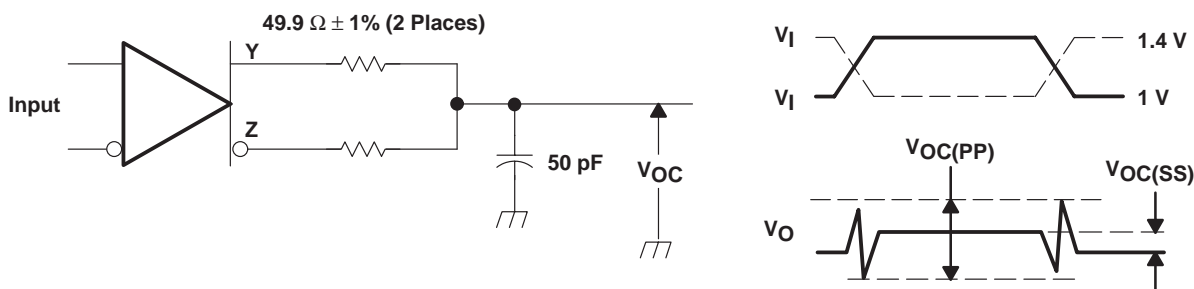 49.9 Ω ± 1% (2 Places)
Y
Input
Z
50 pF
VOC
VI
1.4 V
VI
1 V
VOC(PP)
VOC(SS)
VO